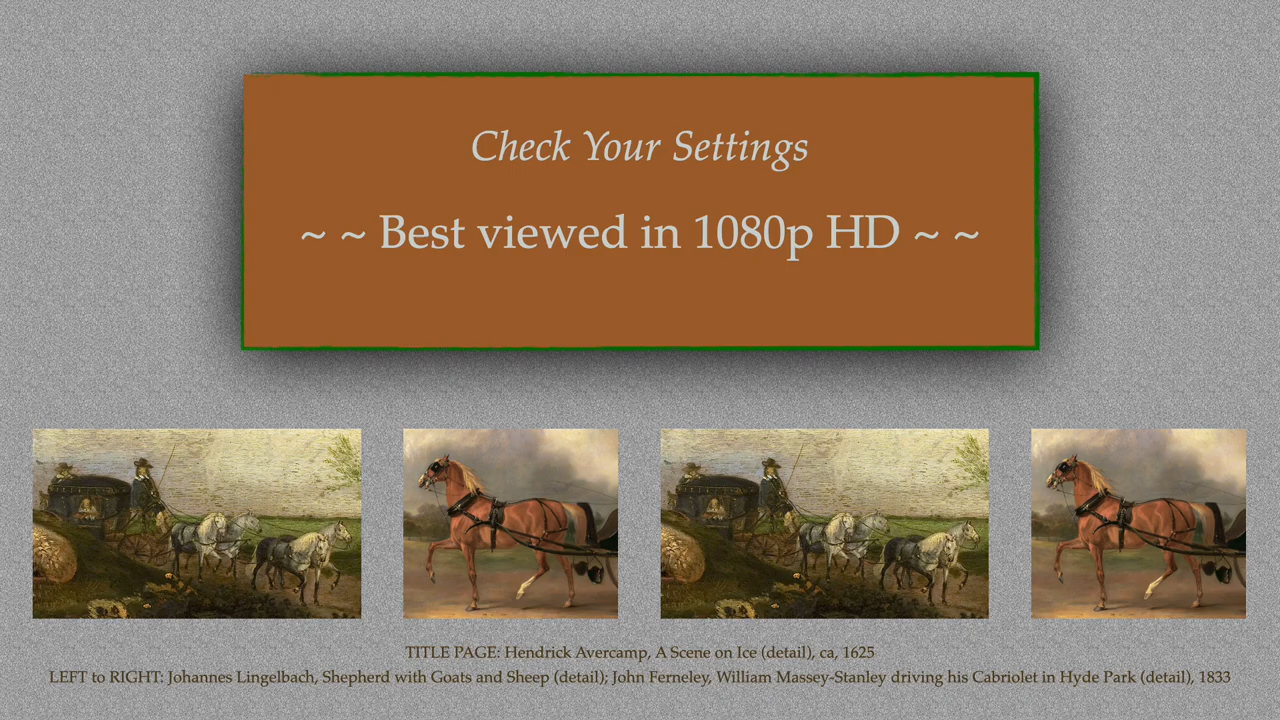 Check Your Settings
~ ~ Best viewed in 1080p HD ~ ~
TITLE PAGE: Hendrick Avercamp, A Scene on Ice (detail), ca, 1625
LEFT to RIGHT: Johannes Lingelbach, Shepherd with Goats and Sheep (detail); John Ferneley, William Massey-Stanley driving his Cabriolet in Hyde Park (detail), 1833